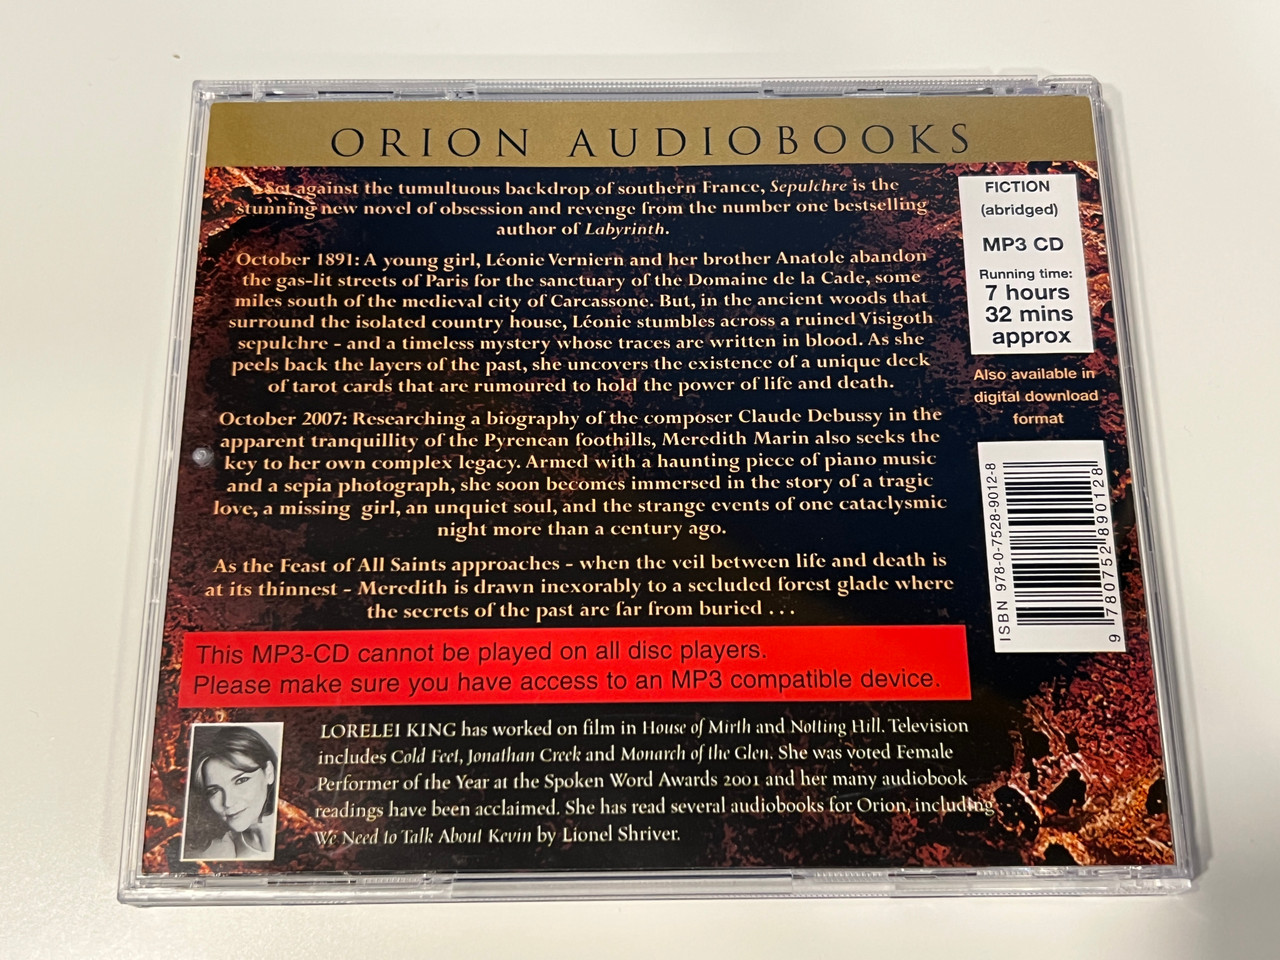 ORION AUDIOBOOKS
Set against the tumultuous backdrop of southern France, Sepulchre is the
stunning new novel of obsession and revenge from the number one bestselling
author of Labyrinth.
October 1891: A young girl, Léonie Verniern and her brother Anatole abandon
the gas-lit streets of Paris for the sanctuary of the Domaine de la Cade, some
miles south of the medieval city of Carcassone. But, in the ancient woods that
surround the isolated country house, Léonie stumbles across a ruined Visigoth
sepulchre - and a timeless mystery whose traces are written in blood. As she
peels back the layers of the past, she uncovers the existence of a unique deck
of tarot cards that are rumoured to hold the power of life and death.
October 2007: Researching a biography of the composer Claude Debussy in the
apparent tranquillity of the Pyrenean foothills, Meredith Marin also seeks the
key to her own complex legacy. Armed with a haunting piece of piano music
and a sepia photograph, she soon becomes immersed in the story of a tragic
love, a missing girl, an unquiet soul, and the strange events of one cataclysmic
night more than a century ago.
As the Feast of All Saints approaches - when the veil between life and death is
at its thinnest - Meredith is drawn inexorably to a secluded forest glade where
the secrets of the past are far from buried . . .
This MP3-CD cannot be played on all disc players.
Please make sure you have access to an MP3 compatible device.
LORELEI KING has worked on film in House of Mirth and Notting Hill. Television
includes Cold Feet, Jonathan Creek and Monarch of the Glen. She was voted Female
Performer of the Year at the Spoken Word Awards 2001 and her many audiobook
readings have been acclaimed. She has read several audiobooks for Orion, including
We Need to Talk About Kevin by Lionel Shriver.
FICTION
(abridged)
MP3 CD
Running time:
7 hours
32 mins
approx
Also available in
digital download
format
ISBN 978-0-7528-9012-8
9 780752 890128